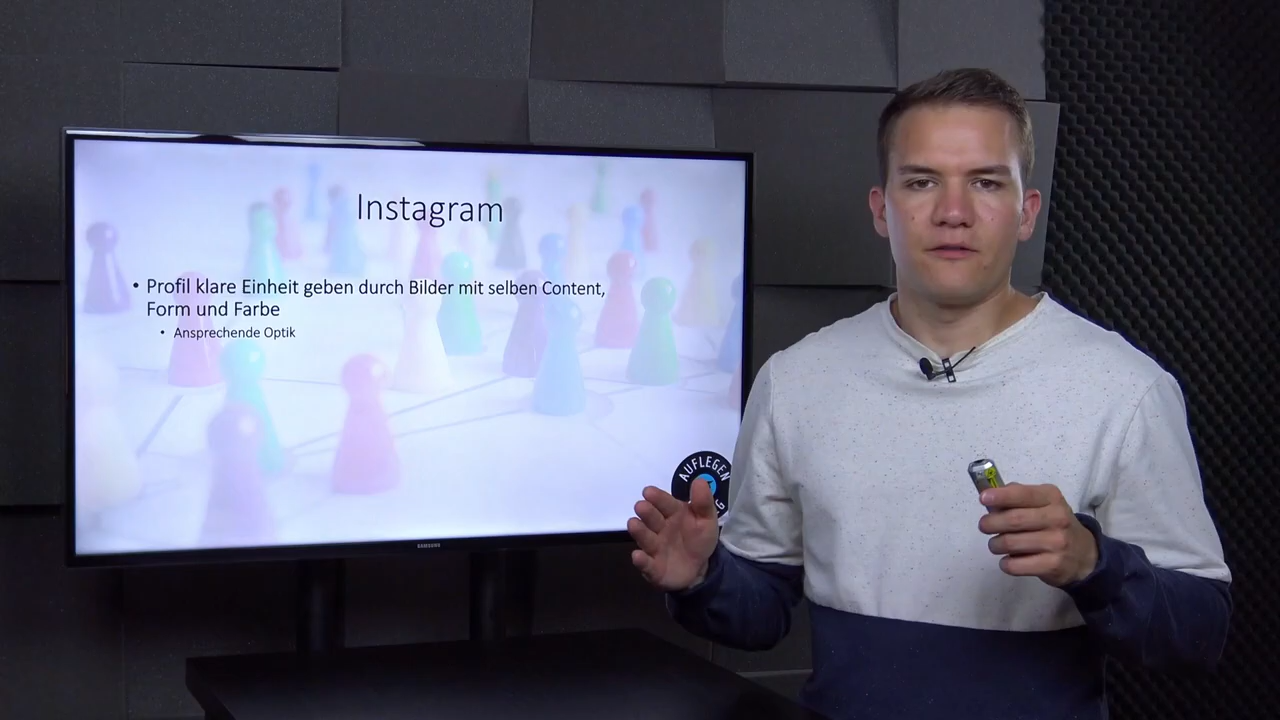 Instagram
• Profil klare Einheit geben durch Bilder mit selben Content,
Form und Farbe
• Ansprechende Optik
AUFLEGEN
SAMSUNG